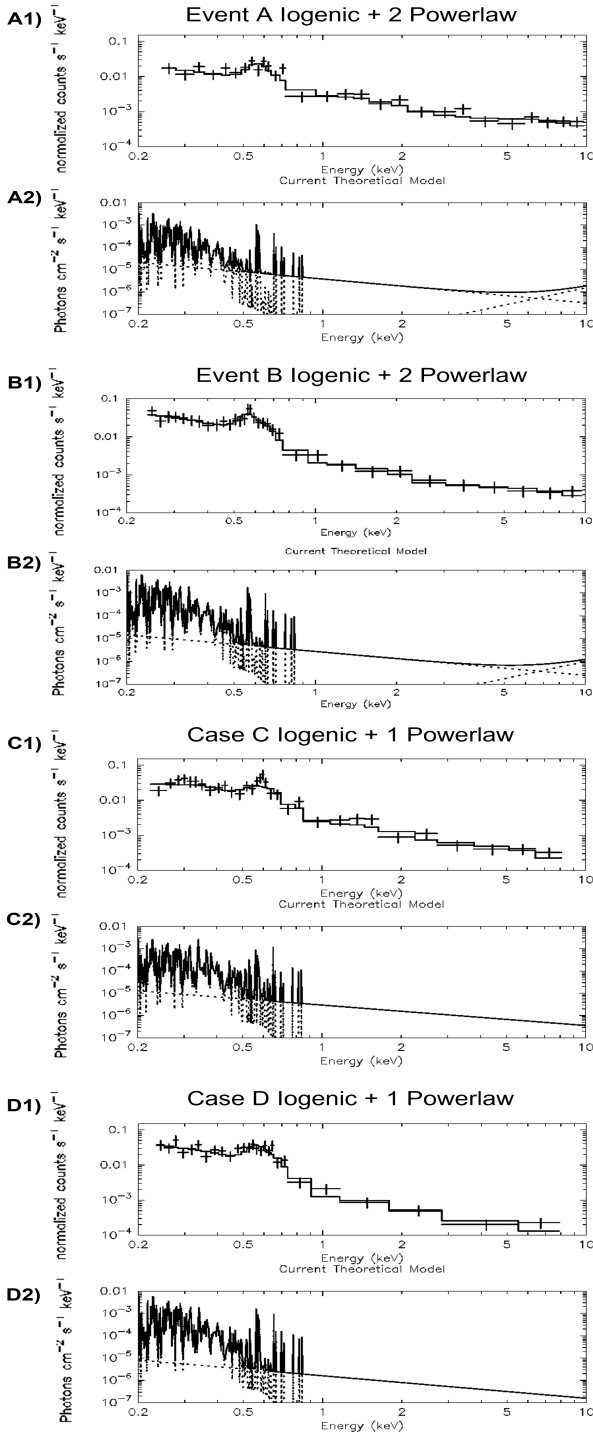 A1)
Event A Iogenic + 2 Powerlaw
normalized counts s⁻¹ keV⁻¹
0.1
0.01
10⁻³
10⁻⁴
0.2 0.5 1 2 5 10
Energy (keV)
Current Theoretical Model
A2)
Photons cm⁻² s⁻¹ keV⁻¹
0.01
10⁻³
10⁻⁴
10⁻⁵
10⁻⁶
10⁻⁷
0.2 0.5 1 2 5 10
Energy (keV)
B1)
Event B Iogenic + 2 Powerlaw
normalized counts s⁻¹ keV⁻¹
0.1
0.01
10⁻³
10⁻⁴
0.2 0.5 1 2 5 10
Energy (keV)
Current Theoretical Model
B2)
Photons cm⁻² s⁻¹ keV⁻¹
0.01
10⁻³
10⁻⁴
10⁻⁵
10⁻⁶
10⁻⁷
0.2 0.5 1 2 5 10
Energy (keV)
C1)
Case C Iogenic + 1 Powerlaw
normalized counts s⁻¹ keV⁻¹
0.1
0.01
10⁻³
10⁻⁴
0.2 0.5 1 2 5 10
Energy (keV)
Current Theoretical Model
C2)
Photons cm⁻² s⁻¹ keV⁻¹
0.01
10⁻³
10⁻⁴
10⁻⁵
10⁻⁶
10⁻⁷
0.2 0.5 1 2 5 10
Energy (keV)
D1)
Case D Iogenic + 1 Powerlaw
normalized counts s⁻¹ keV⁻¹
0.1
0.01
10⁻³
10⁻⁴
0.2 0.5 1 2 5 10
Energy (keV)
Current Theoretical Model
D2)
Photons cm⁻² s⁻¹ keV⁻¹
0.01
10⁻³
10⁻⁴
10⁻⁵
10⁻⁶
10⁻⁷
0.2 0.5 1 2 5 10
Energy (keV)